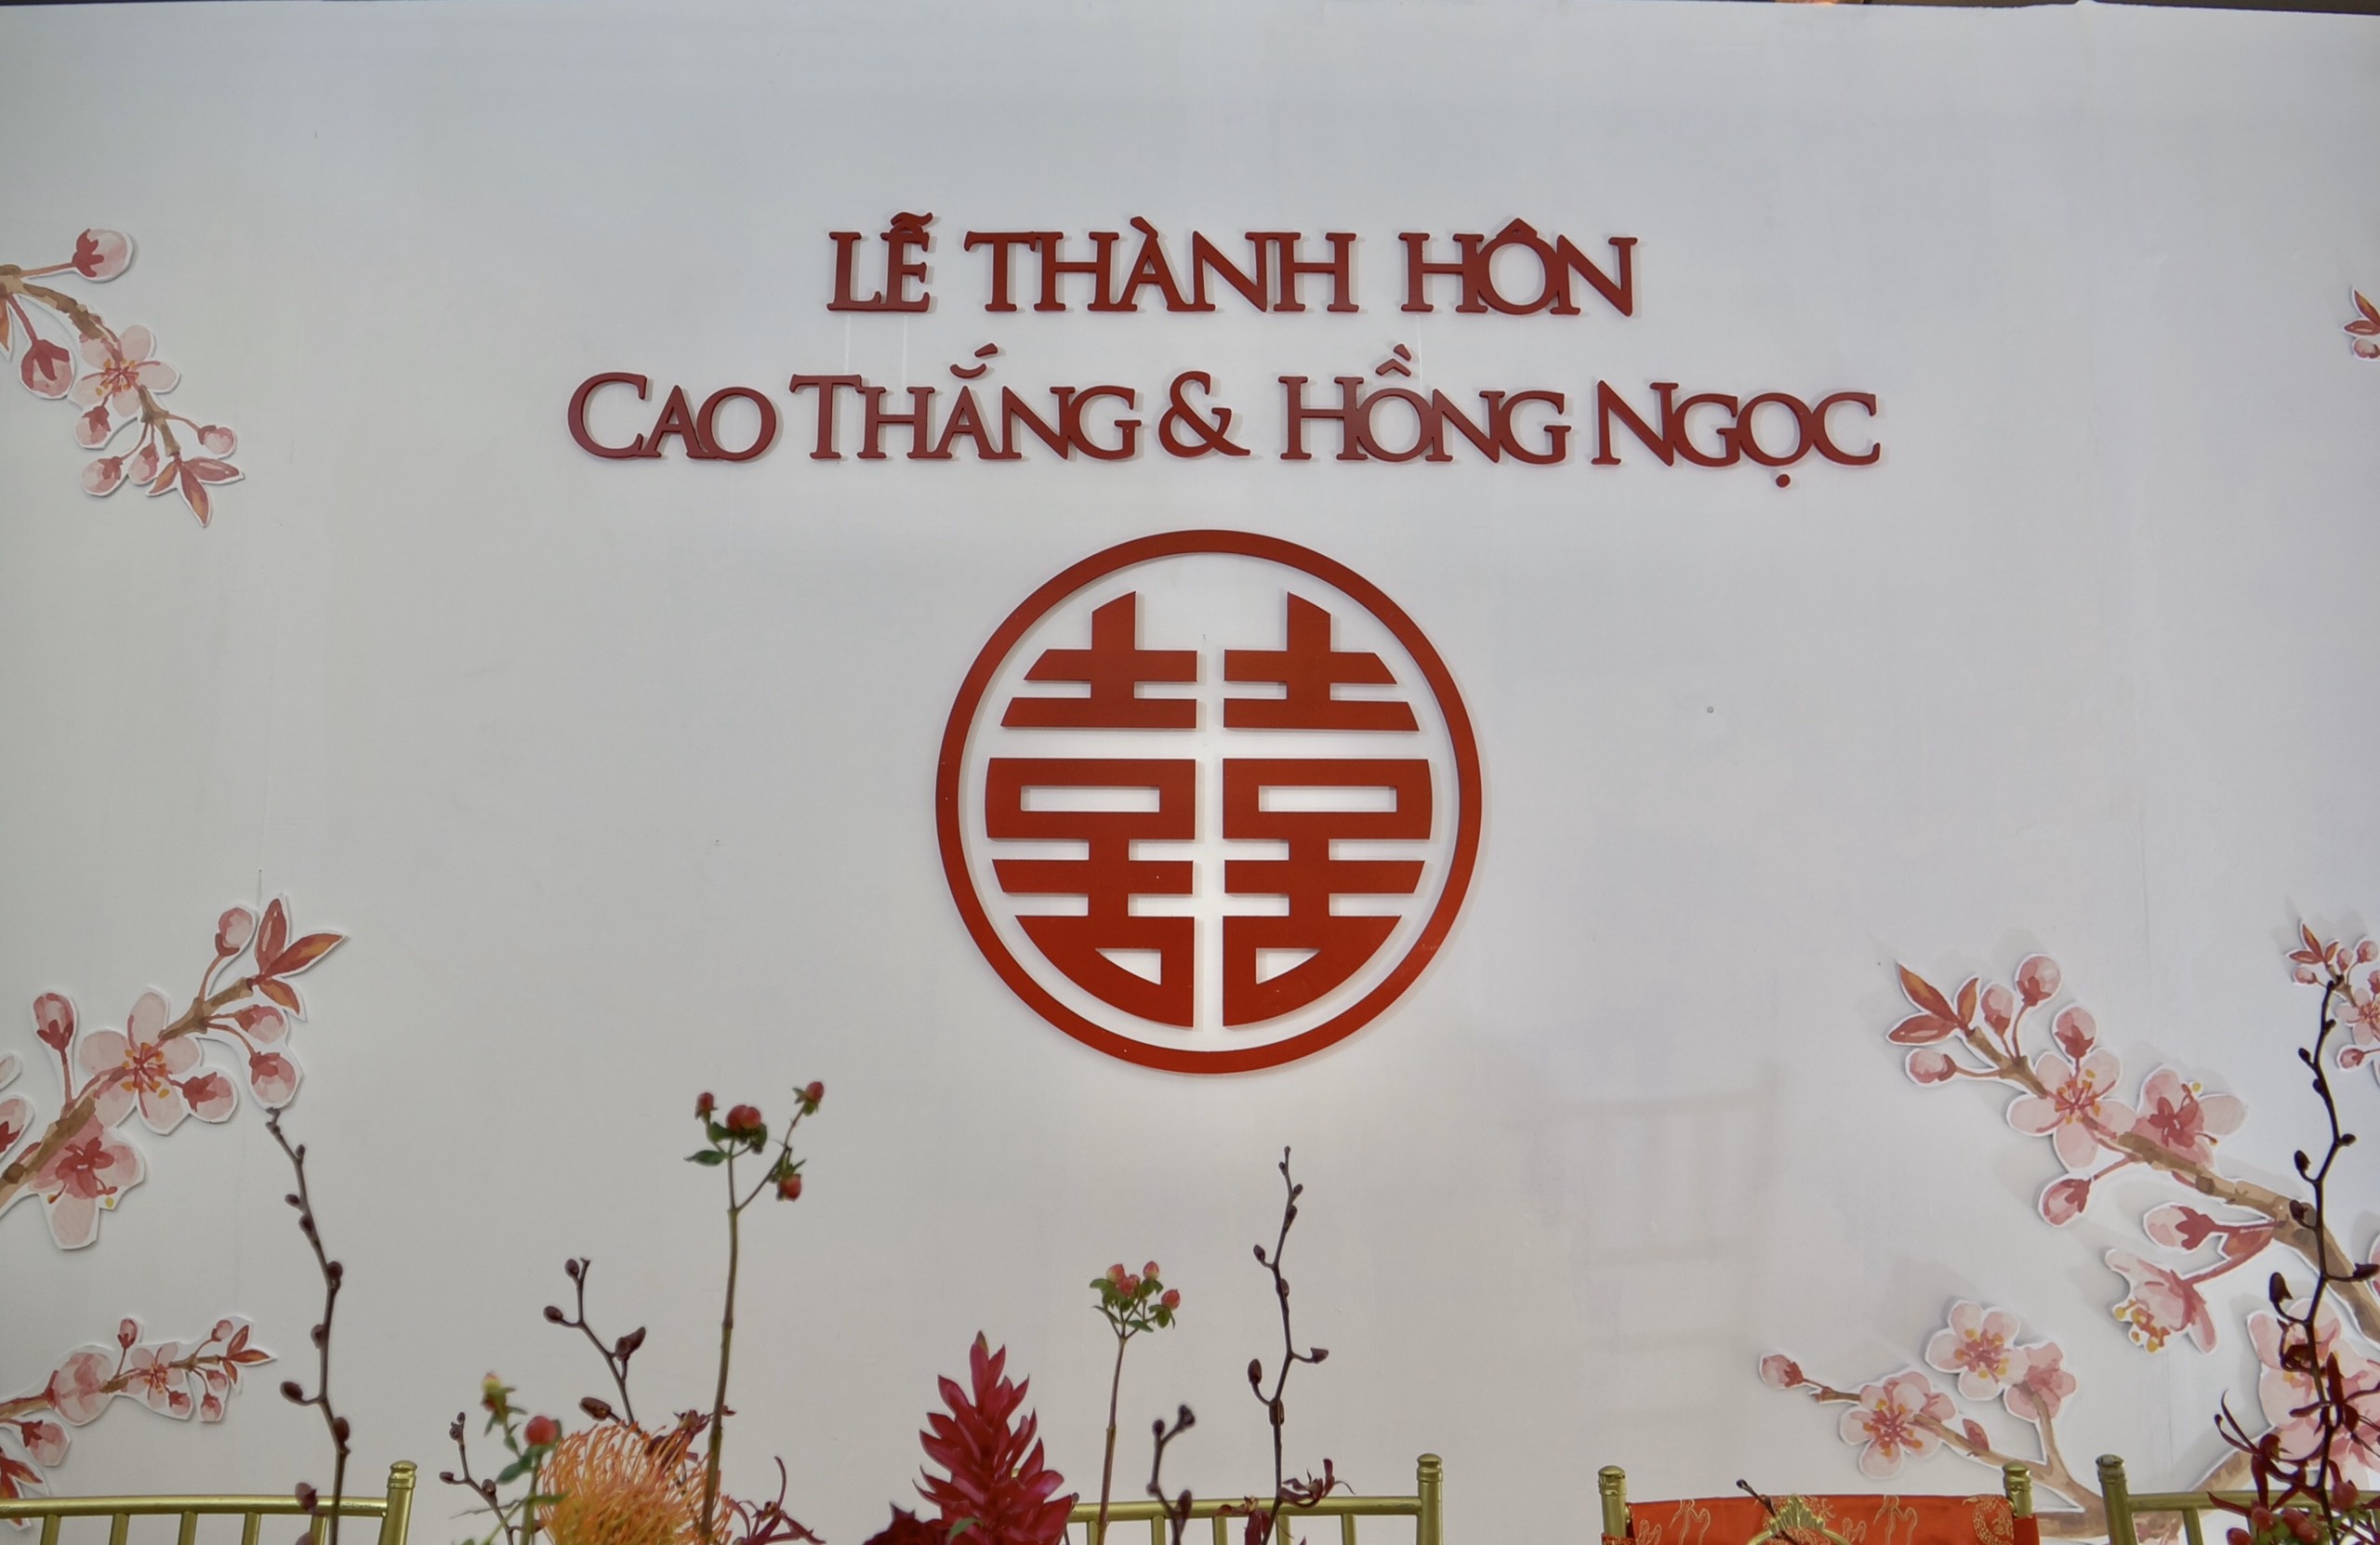 LỄ THÀNH HÔN
CAO THẮNG & HỒNG NGỌC
囍